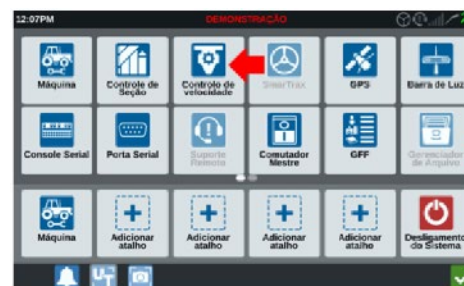 12:07PM
DEMONSTRAÇÃO
Máquina
Controle de Seção
Controlo de velocidade
SmarTrax
GPS
Barra de Luz
Console Serial
Porta Serial
Suporte Remoto
Comutador Mestre
GFF
Gerenciador de Arquivo
Máquina
Adicionar atalho
Adicionar atalho
Adicionar atalho
Adicionar atalho
Desligamento do Sistema
UT